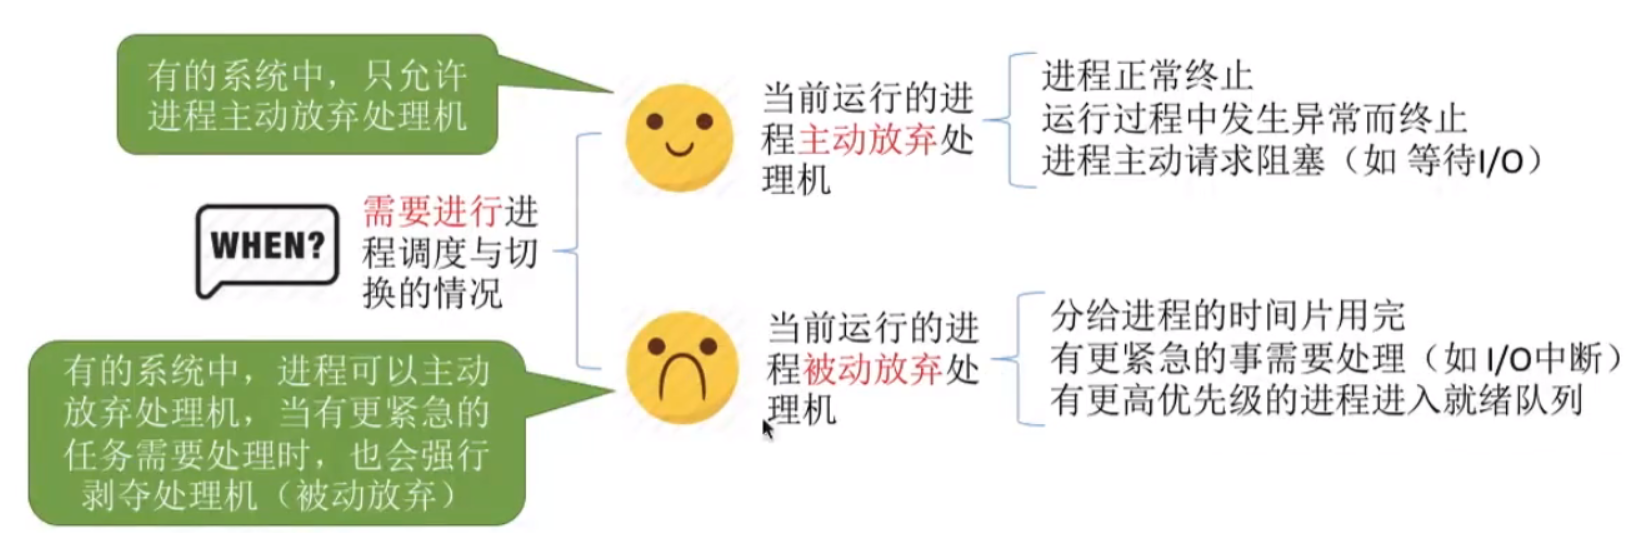 有的系统中，只允许
进程主动放弃处理机
当前运行的进
程主动放弃处
理机
进程正常终止
运行过程中发生异常而终止
进程主动请求阻塞（如 等待I/O）
WHEN?
需要进行进
程调度与切
换的情况
有的系统中，进程可以主动
放弃处理机，当有更紧急的
任务需要处理时，也会强行
剥夺处理机（被动放弃）
当前运行的进
程被动放弃处
理机
分给进程的时间片用完
有更紧急的事需要处理（如 I/O中断）
有更高优先级的进程进入就绪队列